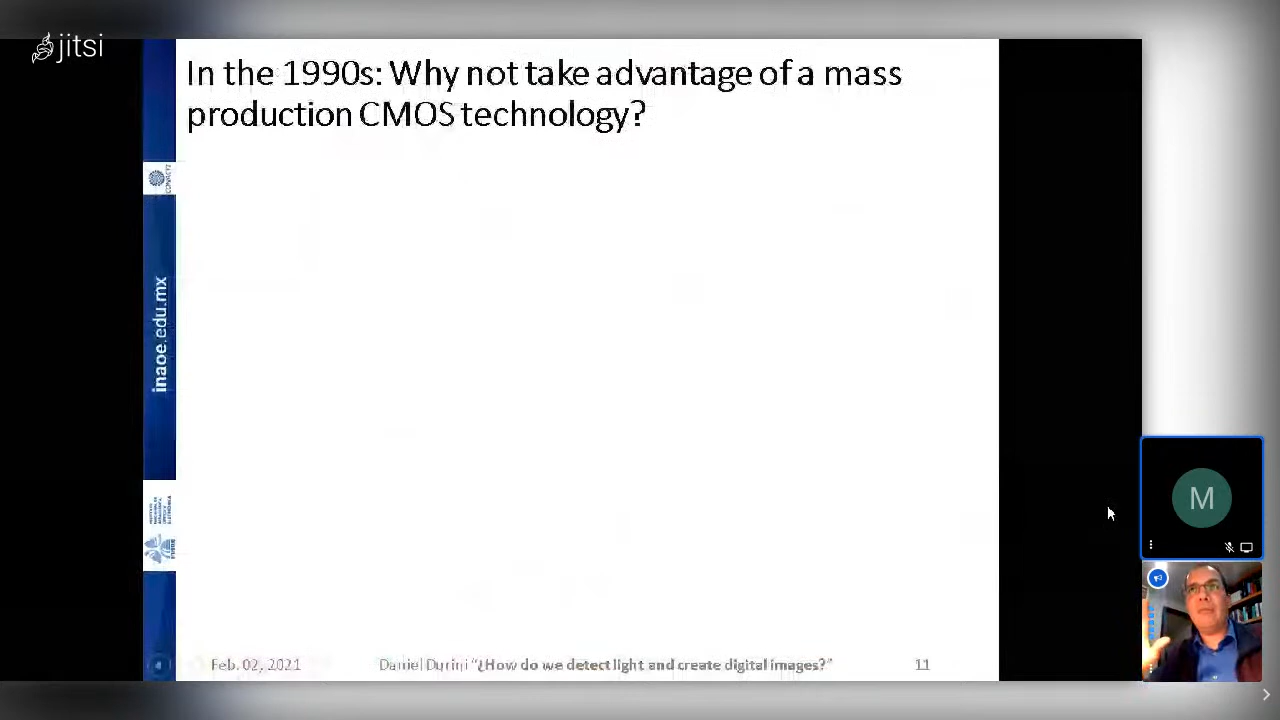 jitsi
In the 1990s: Why not take advantage of a mass
production CMOS technology?
CONACYT
inaoe.edu.mx
M
Feb. 02, 2021
Daniel Durini "¿How do we detect light and create digital images?"
11